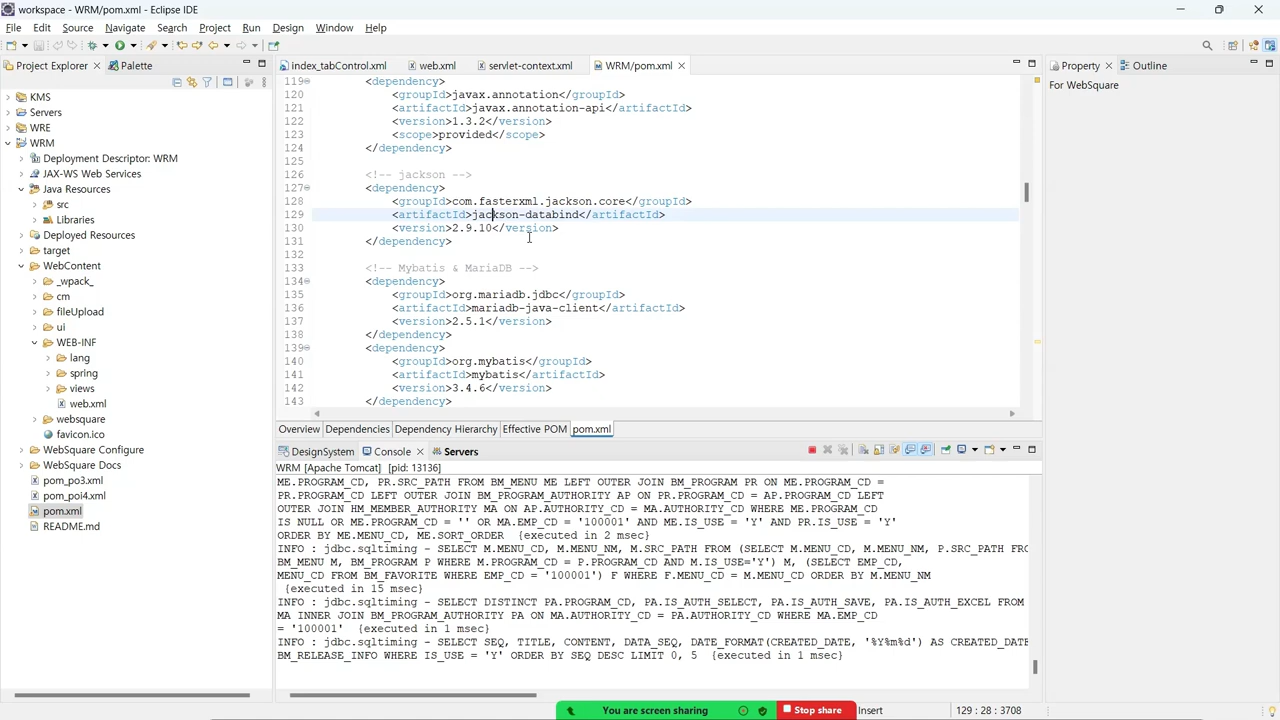 workspace - WRM/pom.xml - Eclipse IDE
File Edit Source Navigate Search Project Run Design Window Help
Project Explorer Palette
KMS
Servers
WRE
WRM
Deployment Descriptor: WRM
JAX-WS Web Services
Java Resources
src
Libraries
Deployed Resources
target
WebContent
_wpack_
cm
fileUpload
ui
WEB-INF
lang
spring
views
web.xml
websquare
favicon.ico
WebSquare Configure
WebSquare Docs
pom_po3.xml
pom_poi4.xml
pom.xml
README.md
index_tabControl.xml web.xml servlet-context.xml WRM/pom.xml
119 <dependency>
120 <groupId>javax.annotation</groupId>
121 <artifactId>javax.annotation-api</artifactId>
122 <version>1.3.2</version>
123 <scope>provided</scope>
124 </dependency>
125
126 <!-- jackson -->
127 <dependency>
128 <groupId>com.fasterxml.jackson.core</groupId>
129 <artifactId>jackson-databind</artifactId>
130 <version>2.9.10</version>
131 </dependency>
132
133 <!-- Mybatis & MariaDB -->
134 <dependency>
135 <groupId>org.mariadb.jdbc</groupId>
136 <artifactId>mariadb-java-client</artifactId>
137 <version>2.5.1</version>
138 </dependency>
139 <dependency>
140 <groupId>org.mybatis</groupId>
141 <artifactId>mybatis</artifactId>
142 <version>3.4.6</version>
143 </dependency>
Overview Dependencies Dependency Hierarchy Effective POM pom.xml
DesignSystem Console Servers
WRM [Apache Tomcat] [pid: 13136]
ME.PROGRAM_CD, PR.SRC_PATH FROM BM_MENU ME LEFT OUTER JOIN BM_PROGRAM PR ON ME.PROGRAM_CD =
PR.PROGRAM_CD LEFT OUTER JOIN BM_PROGRAM_AUTHORITY AP ON PR.PROGRAM_CD = AP.PROGRAM_CD LEFT
OUTER JOIN HM_MEMBER_AUTHORITY MA ON AP.AUTHORITY_CD = MA.AUTHORITY_CD WHERE ME.PROGRAM_CD
IS NULL OR ME.PROGRAM_CD = '' OR MA.EMP_CD = '100001' AND ME.IS_USE = 'Y' AND PR.IS_USE = 'Y'
ORDER BY ME.MENU_CD, ME.SORT_ORDER {executed in 2 msec}
INFO : jdbc.sqltiming - SELECT M.MENU_CD, M.MENU_NM, M.SRC_PATH FROM (SELECT M.MENU_CD, M.MENU_NM, P.SRC_PATH FRO
BM_MENU M, BM_PROGRAM P WHERE M.PROGRAM_CD = P.PROGRAM_CD AND M.IS_USE='Y') M, (SELECT EMP_CD,
MENU_CD FROM BM_FAVORITE WHERE EMP_CD = '100001') F WHERE F.MENU_CD = M.MENU_CD ORDER BY M.MENU_NM
{executed in 15 msec}
INFO : jdbc.sqltiming - SELECT DISTINCT PA.PROGRAM_CD, PA.IS_AUTH_SELECT, PA.IS_AUTH_SAVE, PA.IS_AUTH_EXCEL FROM
MA INNER JOIN BM_PROGRAM_AUTHORITY PA ON MA.AUTHORITY_CD = PA.AUTHORITY_CD WHERE MA.EMP_CD
= '100001' {executed in 1 msec}
INFO : jdbc.sqltiming - SELECT SEQ, TITLE, CONTENT, DATA_SEQ, DATE_FORMAT(CREATED_DATE, '%Y%m%d') AS CREATED_DATE
BM_RELEASE_INFO WHERE IS_USE = 'Y' ORDER BY SEQ DESC LIMIT 0, 5 {executed in 1 msec}
Property Outline
For WebSquare
You are screen sharing Stop share Insert 129 : 28 : 3708